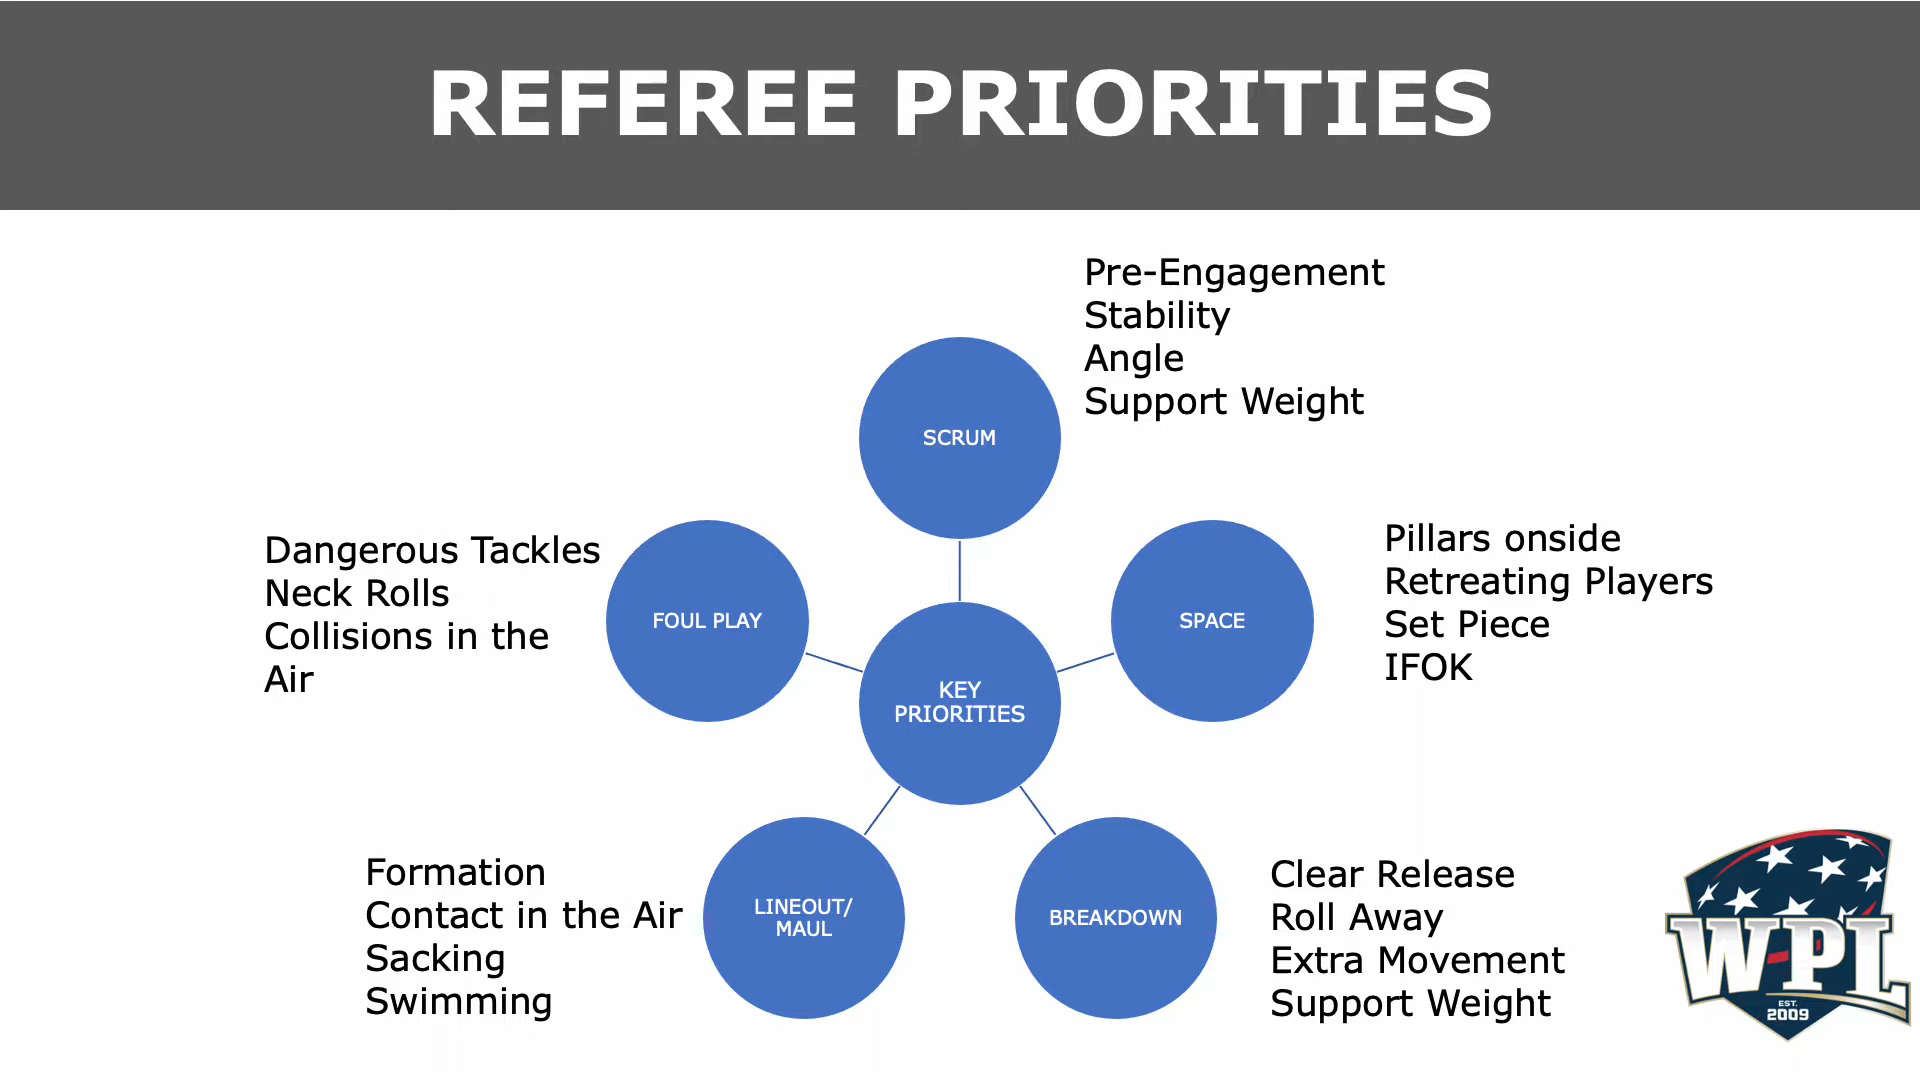 REFEREE PRIORITIES
Pre-Engagement
Stability
Angle
Support Weight
SCRUM
Dangerous Tackles
Neck Rolls
Collisions in the
Air
FOUL PLAY
SPACE
Pillars onside
Retreating Players
Set Piece
IFOK
KEY
PRIORITIES
Formation
Contact in the Air
Sacking
Swimming
LINEOUT/
MAUL
BREAKDOWN
Clear Release
Roll Away
Extra Movement
Support Weight
W-PL
EST.
2009